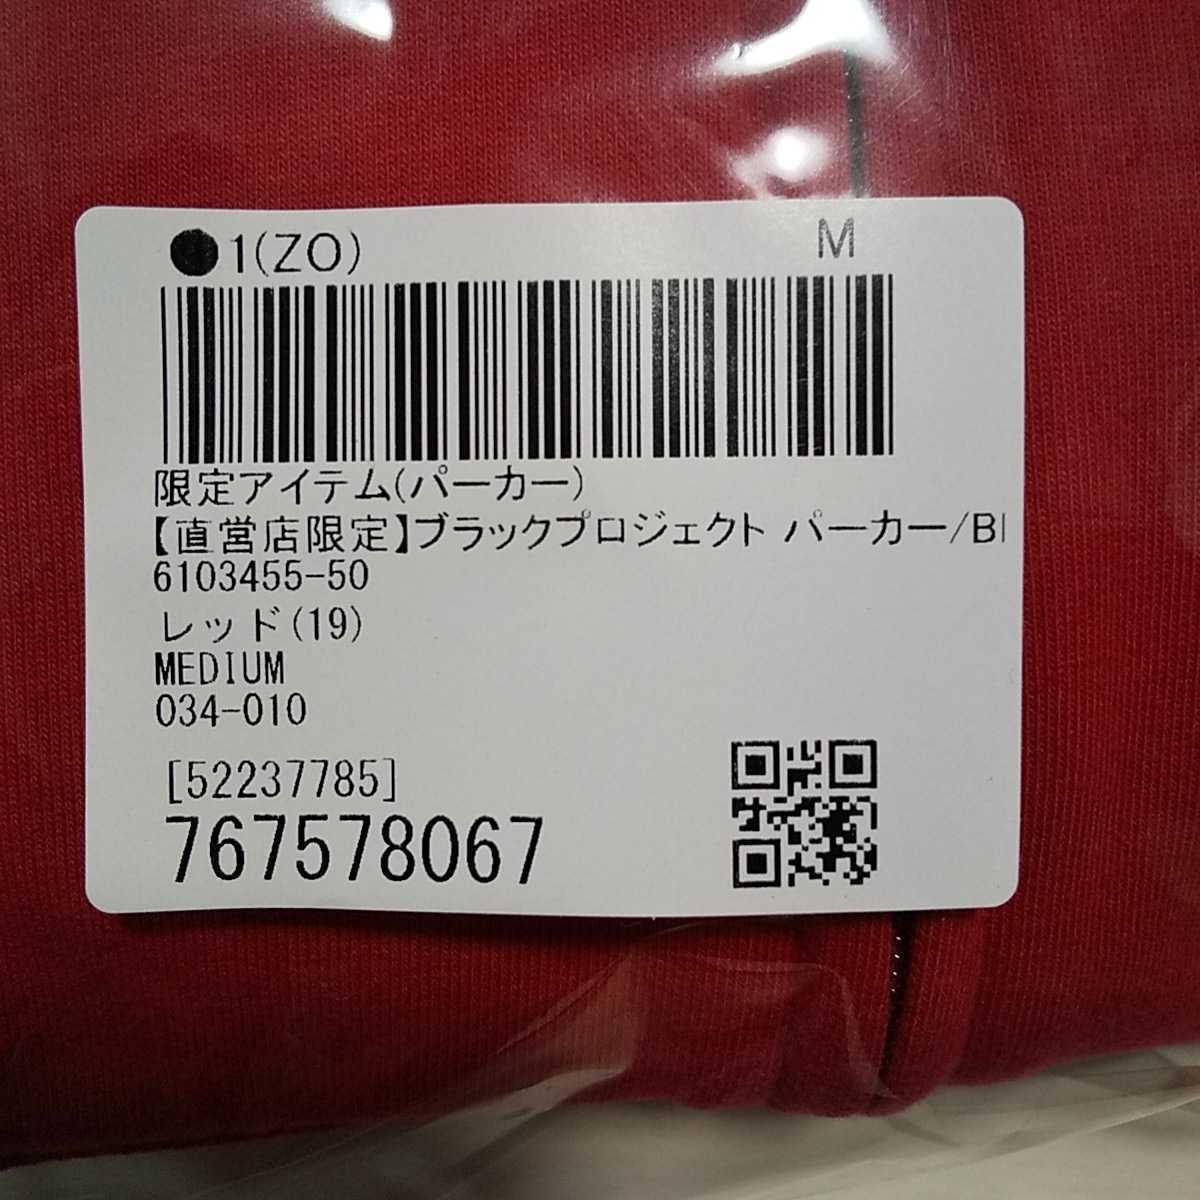 ●1(ZO) M
限定アイテム(パーカー)
【直営店限定】ブラックプロジェクト パーカー/Bl
6103455-50
レッド(19)
MEDIUM
034-010
[52237785]
767578067